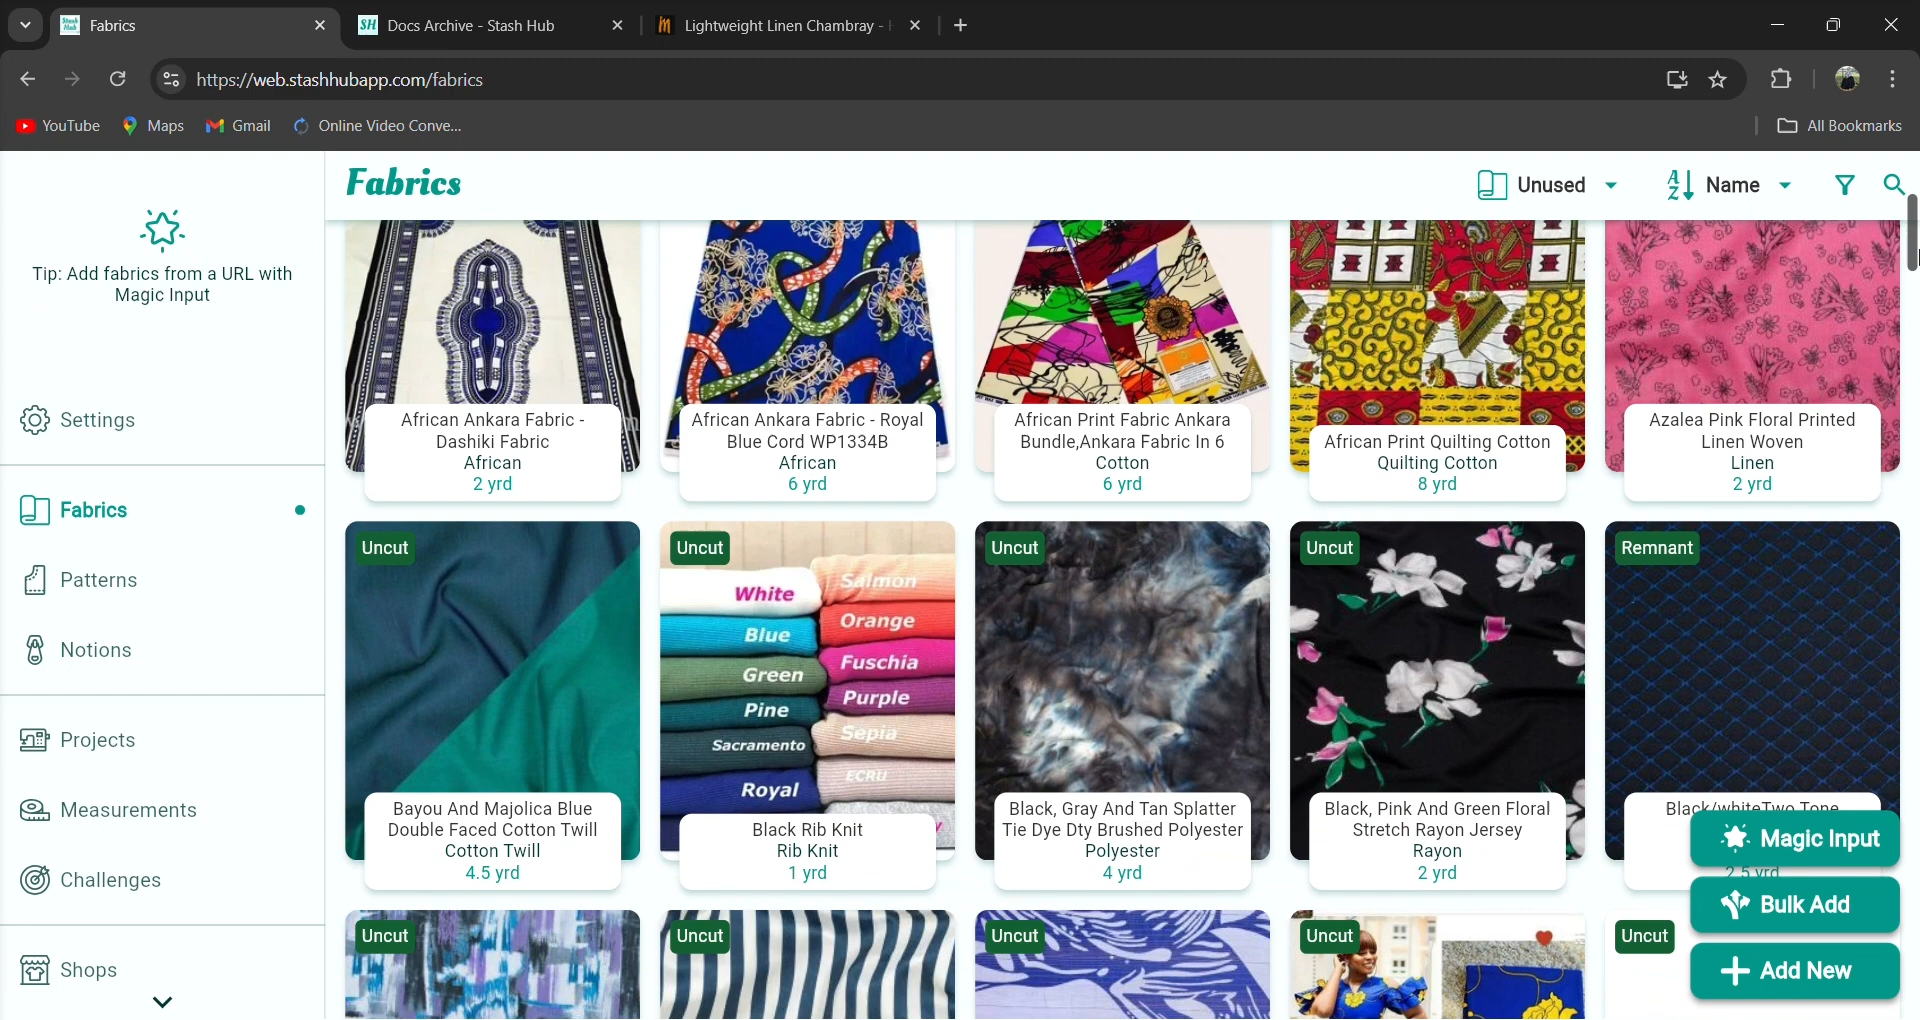 Fabrics
Docs Archive - Stash Hub
Lightweight Linen Chambray -
https://web.stashhubapp.com/fabrics
YouTube
Maps
Gmail
Online Video Conve...
All Bookmarks
Tip: Add fabrics from a URL with
Magic Input
Settings
Fabrics
Patterns
Notions
Projects
Measurements
Challenges
Shops
Fabrics
Unused
Name
African Ankara Fabric -
Dashiki Fabric
African
2 yrd
African Ankara Fabric - Royal
Blue Cord WP1334B
African
6 yrd
African Print Fabric Ankara
Bundle,Ankara Fabric In 6
Cotton
6 yrd
African Print Quilting Cotton
Quilting Cotton
8 yrd
Azalea Pink Floral Printed
Linen Woven
Linen
2 yrd
Uncut
Bayou And Majolica Blue
Double Faced Cotton Twill
Cotton Twill
4.5 yrd
Uncut
White
Salmon
Blue
Orange
Green
Fuschia
Pine
Purple
Sacramento
Sepia
Royal
ECRU
Black Rib Knit
Rib Knit
1 yrd
Uncut
Black, Gray And Tan Splatter
Tie Dye Dty Brushed Polyester
Polyester
4 yrd
Uncut
Black, Pink And Green Floral
Stretch Rayon Jersey
Rayon
2 yrd
Remnant
Black/whiteTwo Tone
2.5 yrd
Uncut
Uncut
Uncut
Uncut
Uncut
Magic Input
Bulk Add
Add New